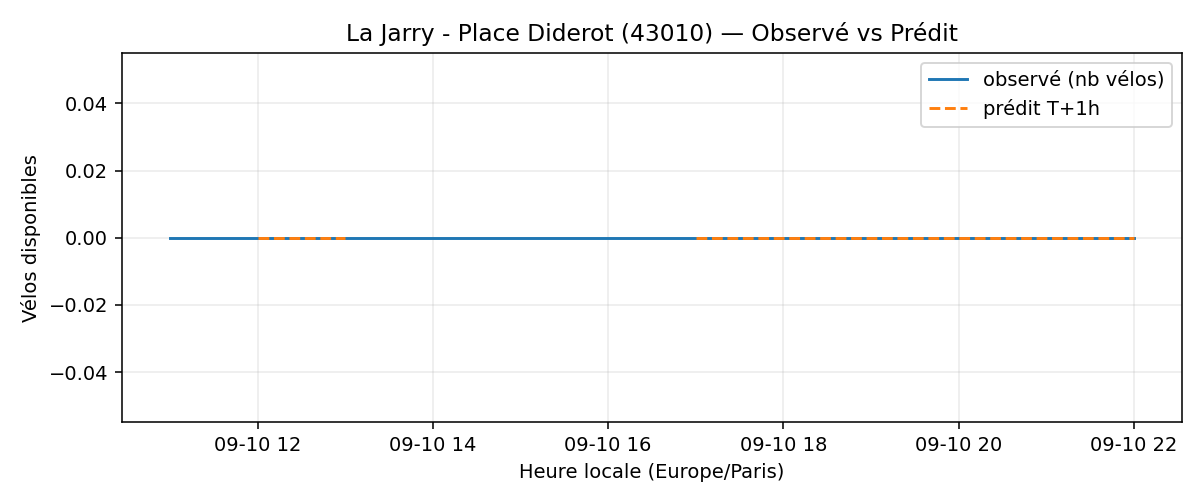 La Jarry - Place Diderot (43010) — Observé vs Prédit
observé (nb vélos)
prédit T+1h
Vélos disponibles
0.04
0.02
0.00
−0.02
−0.04
09-10 12 09-10 14 09-10 16 09-10 18 09-10 20 09-10 22
Heure locale (Europe/Paris)